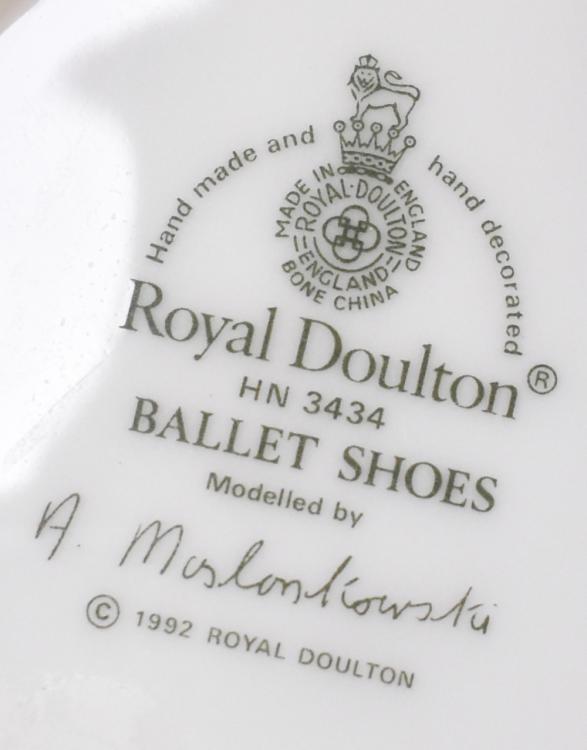 Hand made and hand decorated
MADE IN ENGLAND
ROYAL·DOULTON
ENGLAND
BONE CHINA
Royal Doulton ®
HN 3434
BALLET SHOES
Modelled by
A. Maslankowski
© 1992 ROYAL DOULTON